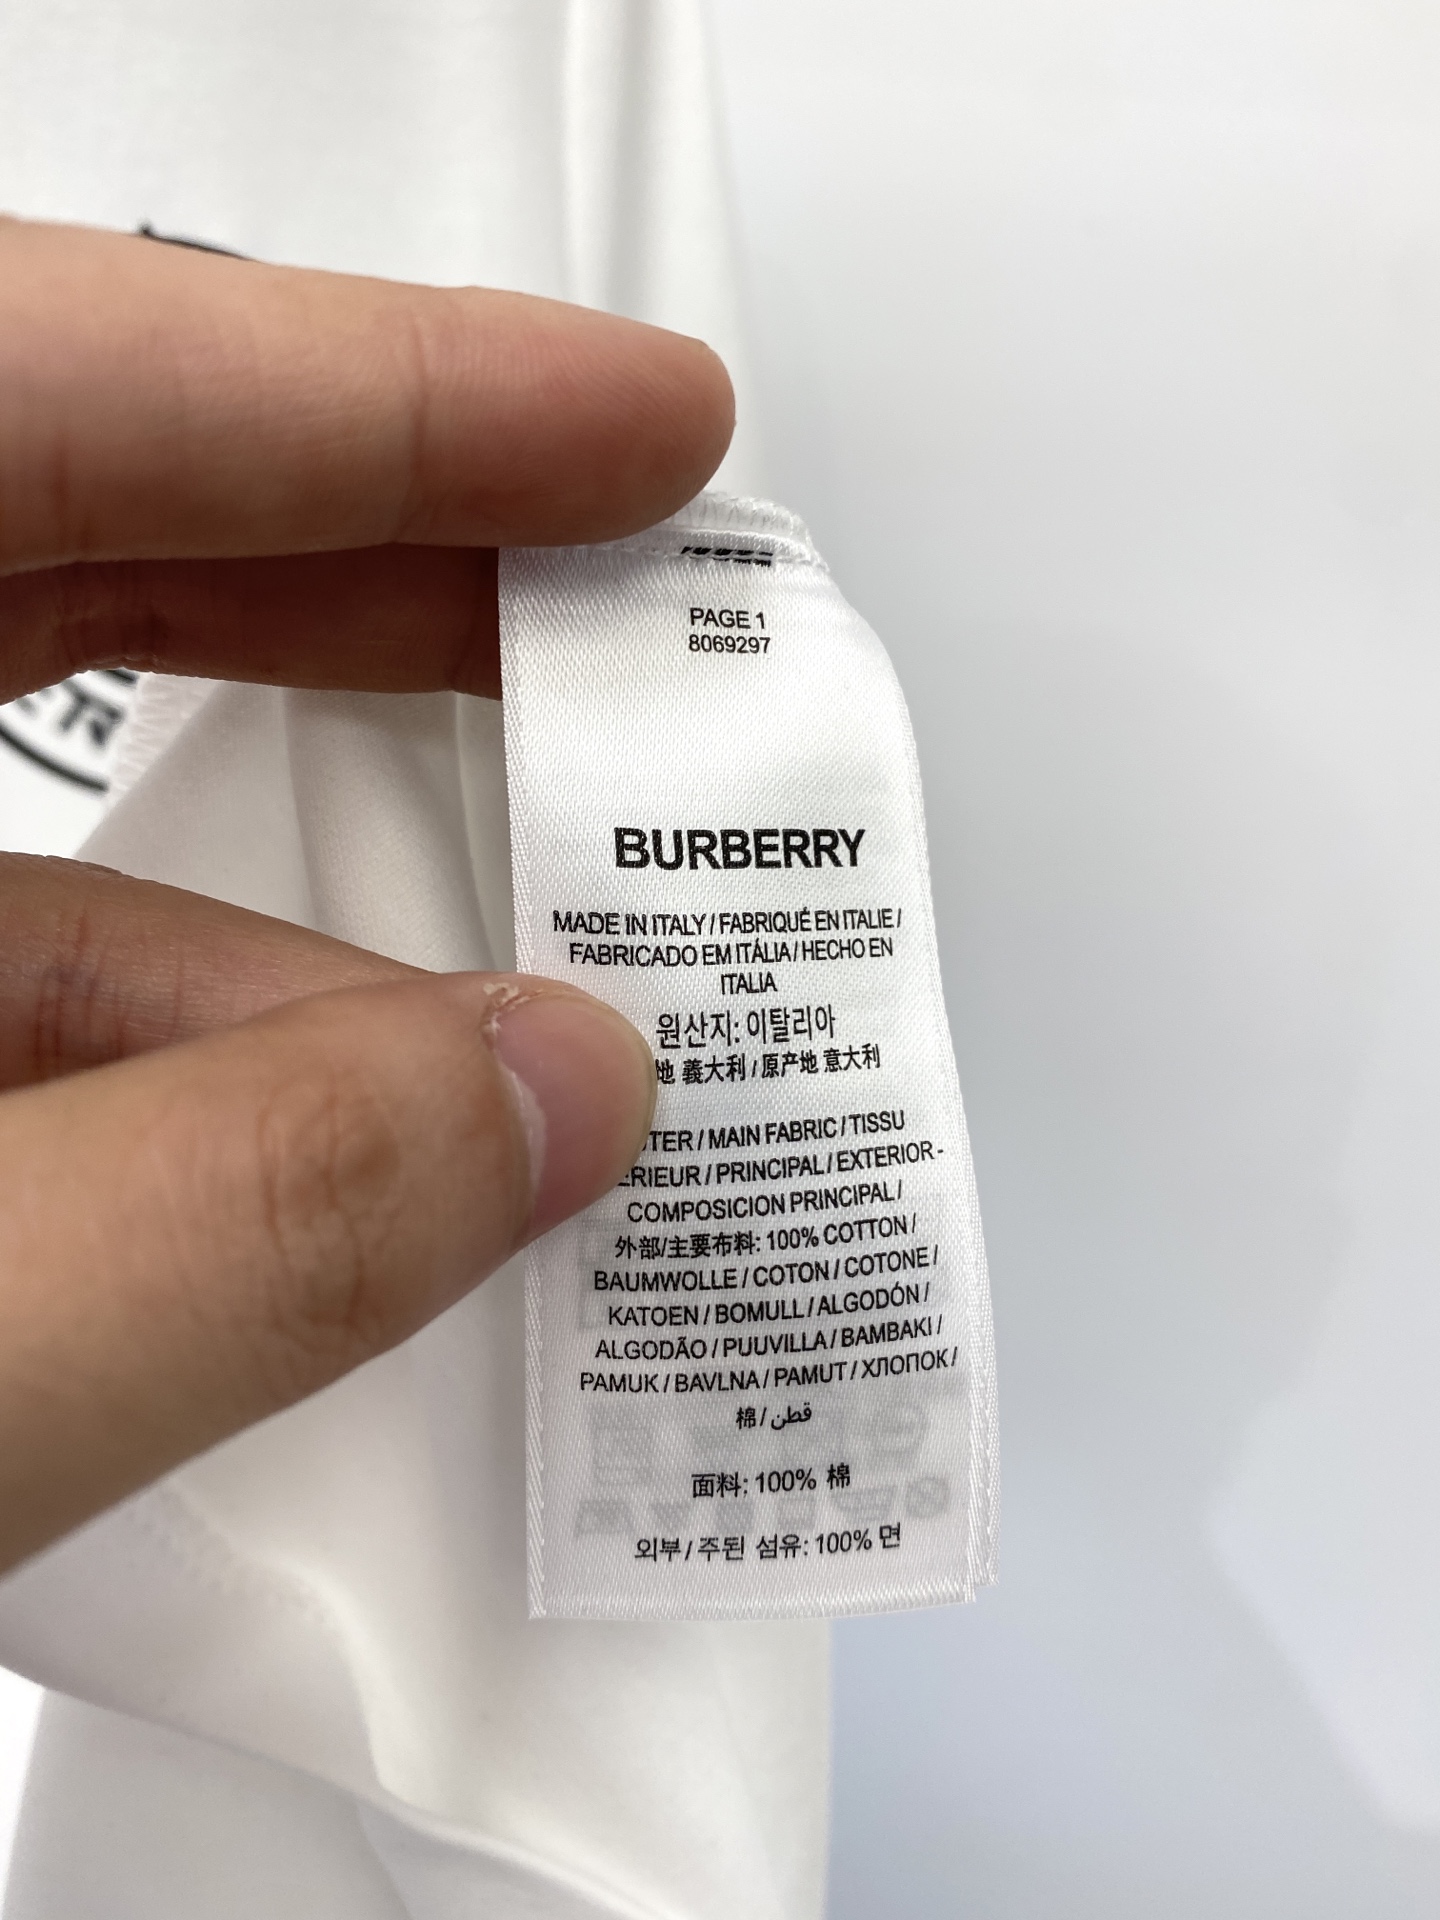 PAGE 1
8069297
BURBERRY
MADE IN ITALY / FABRIQUÉ EN ITALIE /
FABRICADO EM ITÁLIA / HECHO EN
ITALIA
원산지: 이탈리아
地 義大利 / 原产地 意大利
/ MAIN FABRIC / TISSU
/ PRINCIPAL / EXTERIOR -
COMPOSICION PRINCIPAL /
外部/主要布料: 100% COTTON /
BAUMWOLLE / COTON / COTONE /
KATOEN / BOMULL / ALGODÓN /
ALGODÃO / PUUVILLA / BAMBAKI /
PAMUK / BAVLNA / PAMUT / ХЛОПОК /
棉 / قطن
面料: 100% 棉
외부 / 주된 섬유: 100% 면